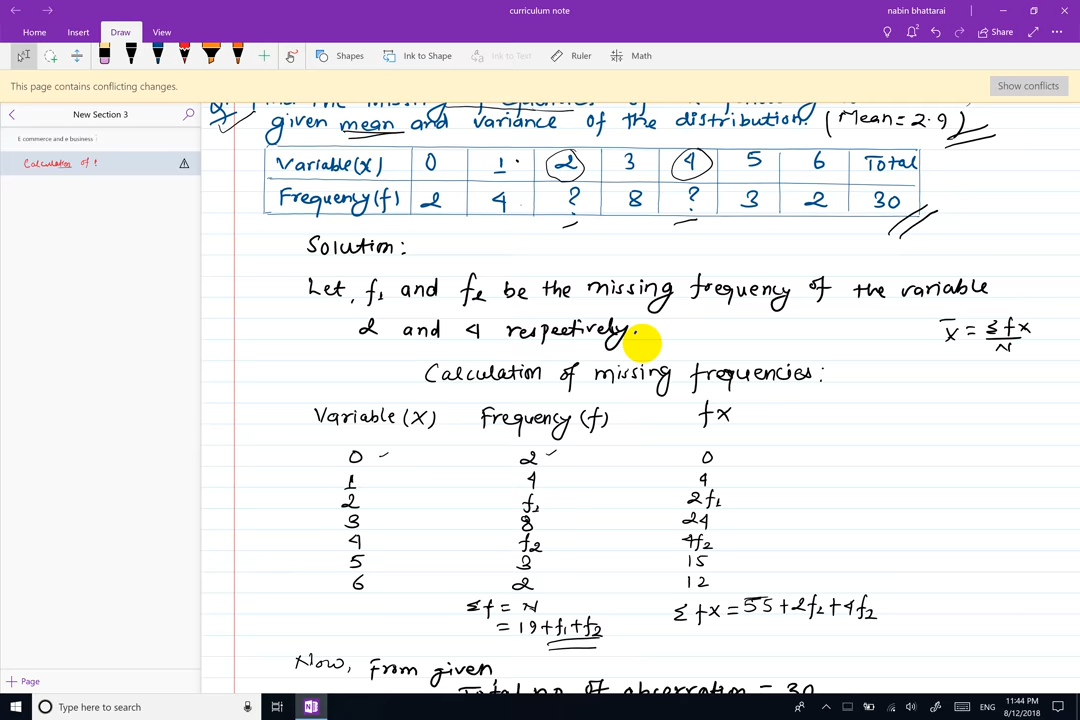 curriculum note
nabin bhattarai
Home Insert Draw View
Share
Shapes Ink to Shape Ink to Text Ruler Math
This page contains conflicting changes. Show conflicts
New Section 3
E commerce and e business
Calculation of f
given mean and variance of the distribution. (Mean = 2.9)
Variable(x) 0 1 2 3 4 5 6 Total
Frequency(f) 2 4 ? 8 ? 3 2 30
Solution:
Let, f1 and f2 be the missing frequency of the variable
2 and 4 respectively.
x̄ = Σfx/N
Calculation of missing frequencies:
Variable (X) Frequency (f) fx
0 2 0
1 4 4
2 f1 2f1
3 8 24
4 f2 4f2
5 3 15
6 2 12
Σf = N
= 19+f1+f2
Σfx = 55+2f1+4f2
Now, From given,
Total no. of observation = 30
Page
Type here to search
ENG
11:44 PM
8/12/2018